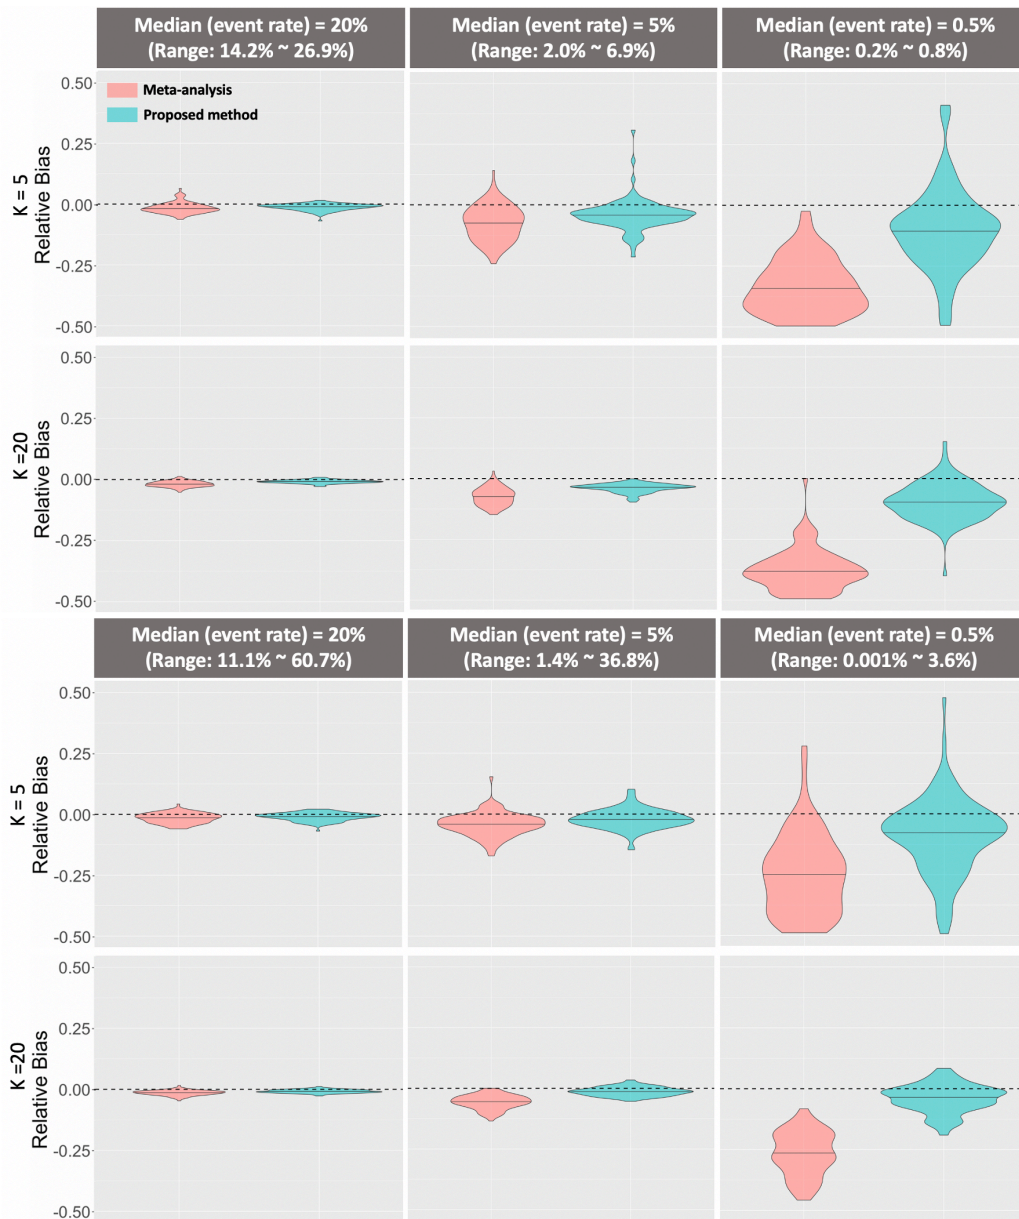 Median (event rate) = 20%
(Range: 14.2% ~ 26.9%)
Median (event rate) = 5%
(Range: 2.0% ~ 6.9%)
Median (event rate) = 0.5%
(Range: 0.2% ~ 0.8%)
K = 5
Relative Bias
0.50
0.25
0.00
-0.25
-0.50
Meta-analysis
Proposed method
K =20
Relative Bias
0.50
0.25
0.00
-0.25
-0.50
Median (event rate) = 20%
(Range: 11.1% ~ 60.7%)
Median (event rate) = 5%
(Range: 1.4% ~ 36.8%)
Median (event rate) = 0.5%
(Range: 0.001% ~ 3.6%)
K = 5
Relative Bias
0.50
0.25
0.00
-0.25
-0.50
K =20
Relative Bias
0.50
0.25
0.00
-0.25
-0.50